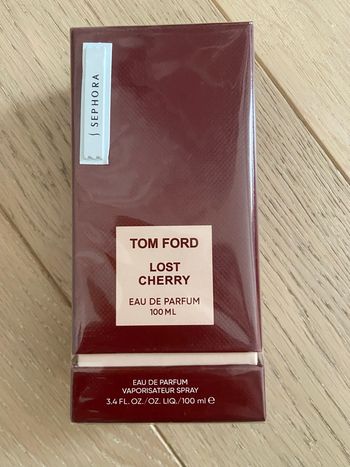 SEPHORA
TOM FORD
LOST
CHERRY
EAU DE PARFUM
100 ML
EAU DE PARFUM
VAPORISATEUR SPRAY
3.4 FL. OZ./OZ. LIQ./100 ml e